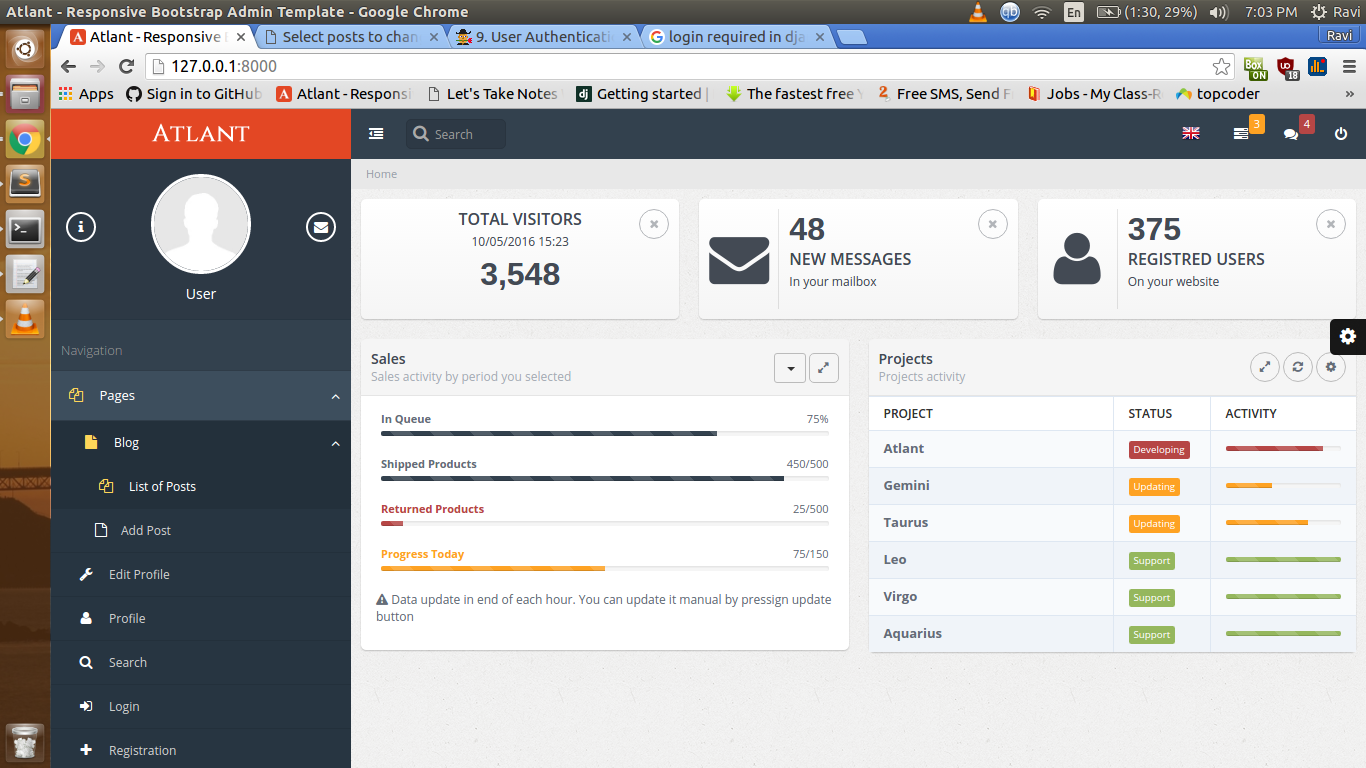 Atlant - Responsive Bootstrap Admin Template - Google Chrome
En
(1:30, 29%)
7:03 PM
Ravi
Atlant - Responsive
Select posts to chan
9. User Authenticati
login required in dja
Ravi
127.0.0.1:8000
Box
ON
18
Apps
Sign in to GitHub
Atlant - Responsi
Let's Take Notes
dj Getting started |
The fastest free
Free SMS, Send F
Jobs - My Class-R
topcoder
»
ATLANT
Search
3
4
User
Navigation
Pages
Blog
List of Posts
Add Post
Edit Profile
Profile
Search
Login
Registration
Home
TOTAL VISITORS
10/05/2016 15:23
3,548
48
NEW MESSAGES
In your mailbox
375
REGISTRED USERS
On your website
Sales
Sales activity by period you selected
In Queue 75%
Shipped Products 450/500
Returned Products 25/500
Progress Today 75/150
Data update in end of each hour. You can update it manual by pressign update
button
Projects
Projects activity
PROJECT STATUS ACTIVITY
Atlant Developing
Gemini Updating
Taurus Updating
Leo Support
Virgo Support
Aquarius Support